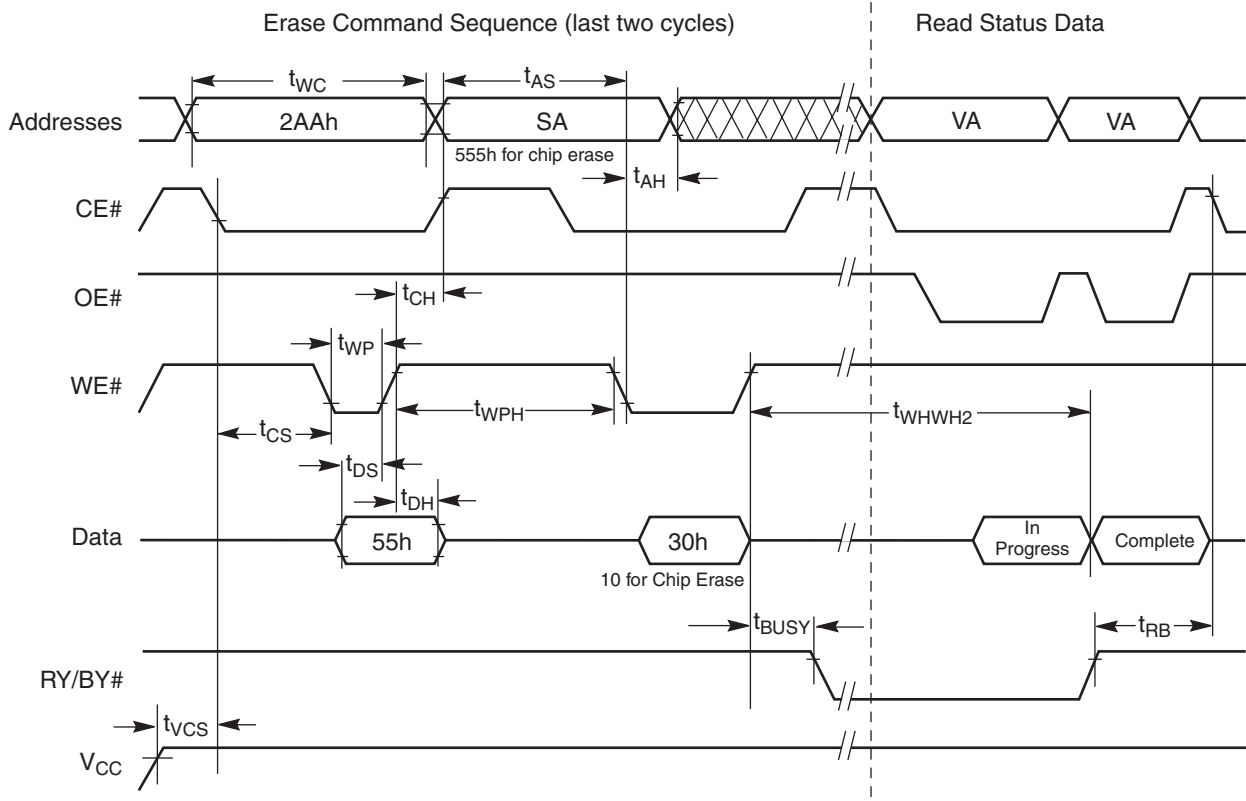 Erase Command Sequence (last two cycles)
Read Status Data
tWC
tAS
Addresses
2AAh
SA
VA
VA
555h for chip erase
tAH
CE#
OE#
tCH
tWP
WE#
tWPH
tWHWH2
tCS
tDS
tDH
Data
55h
30h
In
Progress
Complete
10 for Chip Erase
tBUSY
tRB
RY/BY#
tVCS
VCC